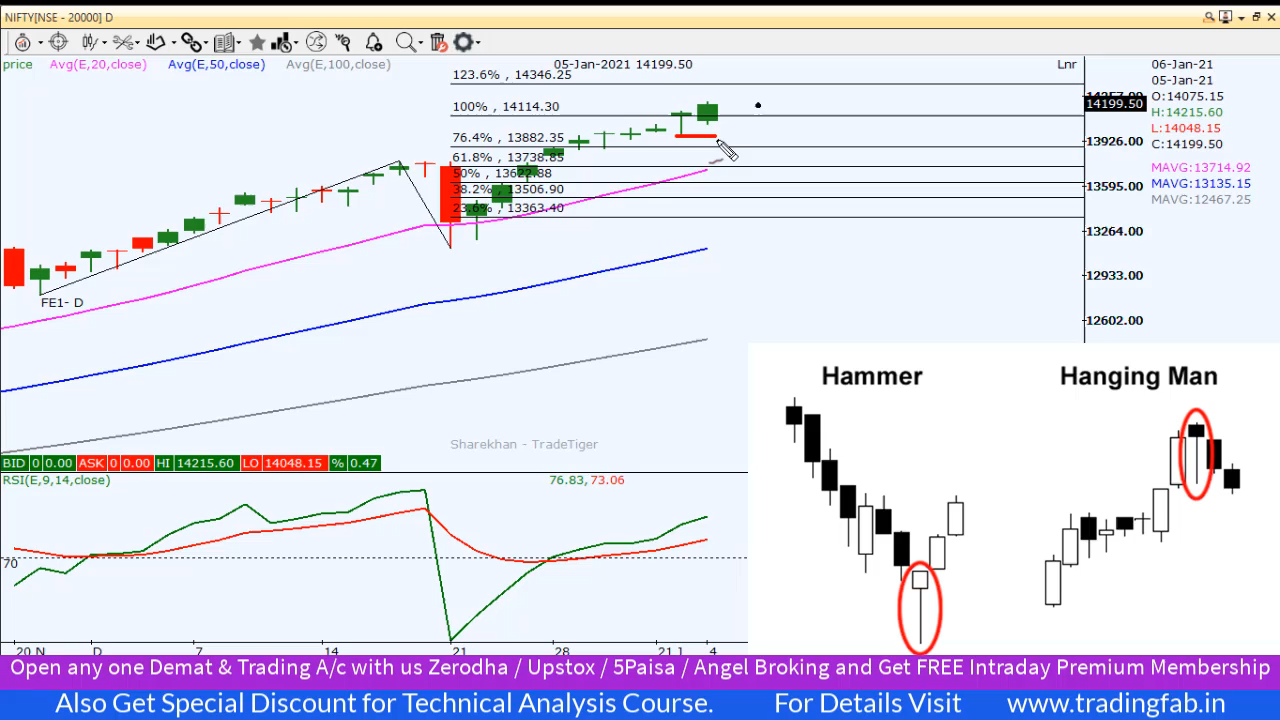 NIFTY[NSE - 20000] D
price Avg(E,20,close) Avg(E,50,close) Avg(E,100,close) 05-Jan-2021 14199.50 Lnr
06-Jan-21
05-Jan-21
O:14075.15
H:14215.60
L:14048.15
C:14199.50
MAVG:13714.92
MAVG:13135.15
MAVG:12467.25
123.6% , 14346.25
100% , 14114.30
76.4% , 13882.35
61.8% , 13738.85
50% , 13622.88
38.2% , 13506.90
23.6% , 13363.40
14199.50
13926.00
13595.00
13264.00
12933.00
12602.00
FE1- D
Sharekhan - TradeTiger
BID 0 0.00 ASK 0 0.00 HI 14215.60 LO 14048.15 % 0.47
RSI(E,9,14,close) 76.83, 73.06
70
20 N D 7 14 21 28 21 J 4
Hammer
Hanging Man
Open any one Demat & Trading A/c with us Zerodha / Upstox / 5Paisa / Angel Broking and Get FREE Intraday Premium Membership
Also Get Special Discount for Technical Analysis Course. For Details Visit www.tradingfab.in